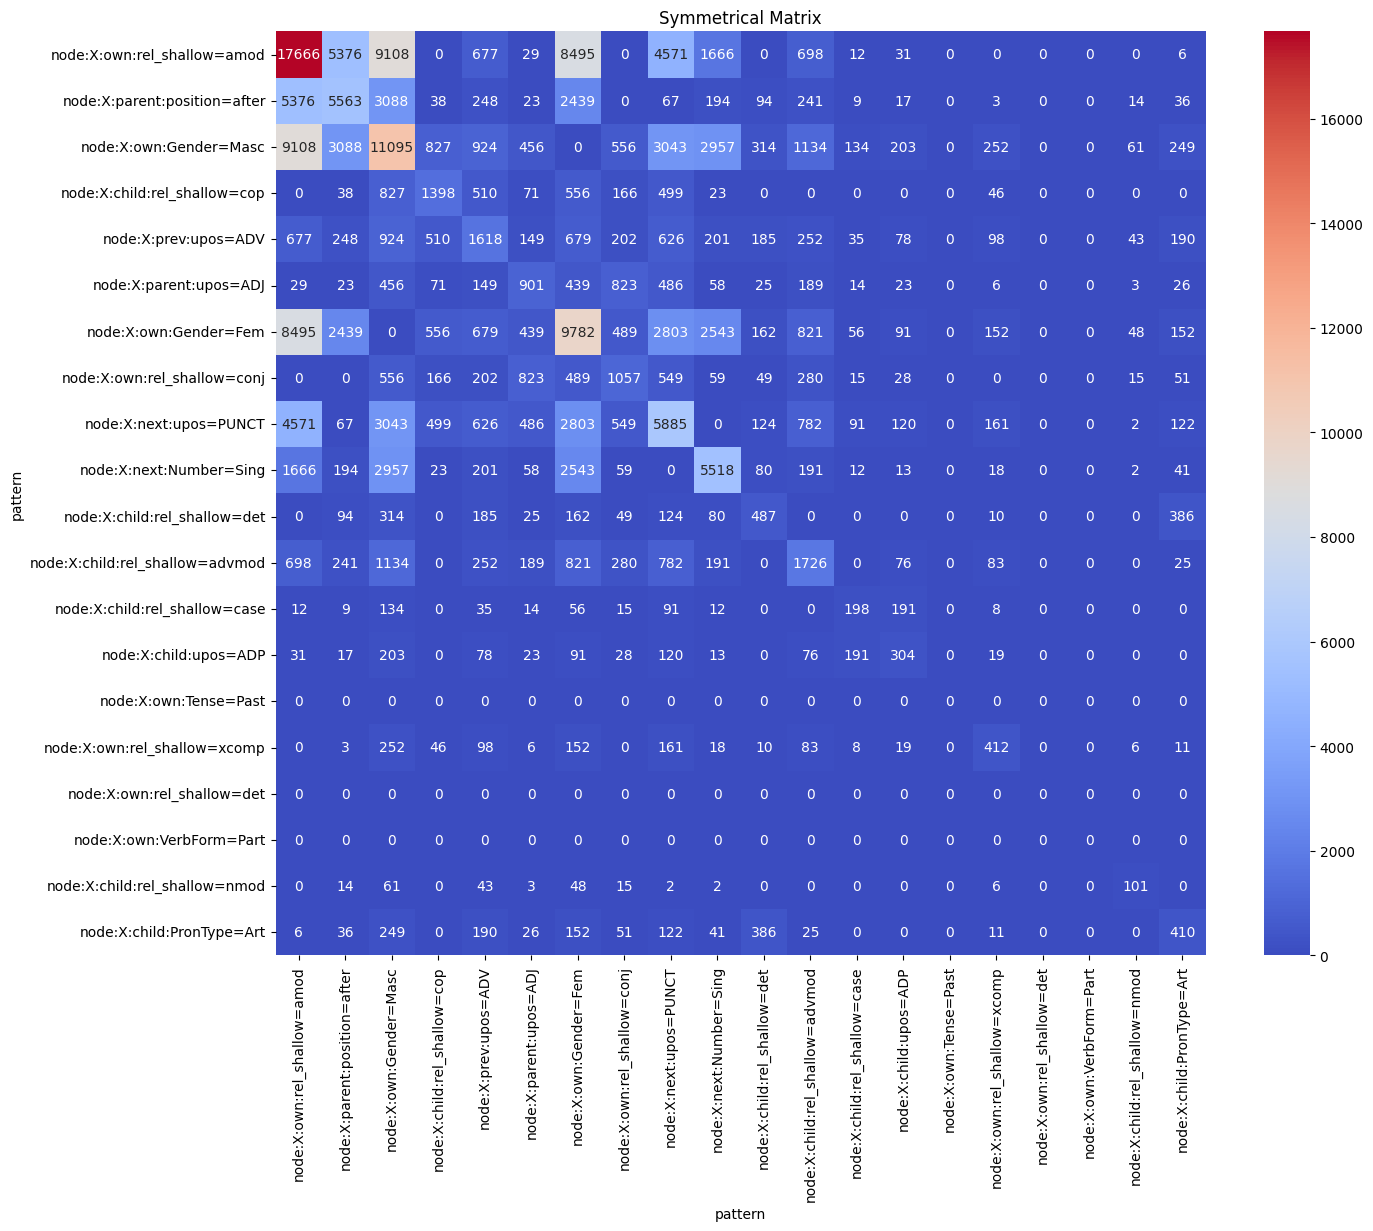 Symmetrical Matrix
node:X:own:rel_shallow=amod 17666 5376 9108 0 677 29 8495 0 4571 1666 0 698 12 31 0 0 0 0 0 6
node:X:parent:position=after 5376 5563 3088 38 248 23 2439 0 67 194 94 241 9 17 0 3 0 0 14 36
node:X:own:Gender=Masc 9108 3088 11095 827 924 456 0 556 3043 2957 314 1134 134 203 0 252 0 0 61 249
node:X:child:rel_shallow=cop 0 38 827 1398 510 71 556 166 499 23 0 0 0 0 0 46 0 0 0 0
node:X:prev:upos=ADV 677 248 924 510 1618 149 679 202 626 201 185 252 35 78 0 98 0 0 43 190
node:X:parent:upos=ADJ 29 23 456 71 149 901 439 823 486 58 25 189 14 23 0 6 0 0 3 26
node:X:own:Gender=Fem 8495 2439 0 556 679 439 9782 489 2803 2543 162 821 56 91 0 152 0 0 48 152
node:X:own:rel_shallow=conj 0 0 556 166 202 823 489 1057 549 59 49 280 15 28 0 0 0 0 15 51
node:X:next:upos=PUNCT 4571 67 3043 499 626 486 2803 549 5885 0 124 782 91 120 0 161 0 0 2 122
node:X:next:Number=Sing 1666 194 2957 23 201 58 2543 59 0 5518 80 191 12 13 0 18 0 0 2 41
node:X:child:rel_shallow=det 0 94 314 0 185 25 162 49 124 80 487 0 0 0 0 10 0 0 0 386
node:X:child:rel_shallow=advmod 698 241 1134 0 252 189 821 280 782 191 0 1726 0 76 0 83 0 0 0 25
node:X:child:rel_shallow=case 12 9 134 0 35 14 56 15 91 12 0 0 198 191 0 8 0 0 0 0
node:X:child:upos=ADP 31 17 203 0 78 23 91 28 120 13 0 76 191 304 0 19 0 0 0 0
node:X:own:Tense=Past 0 0 0 0 0 0 0 0 0 0 0 0 0 0 0 0 0 0 0 0
node:X:own:rel_shallow=xcomp 0 3 252 46 98 6 152 0 161 18 10 83 8 19 0 412 0 0 6 11
node:X:own:rel_shallow=det 0 0 0 0 0 0 0 0 0 0 0 0 0 0 0 0 0 0 0 0
node:X:own:VerbForm=Part 0 0 0 0 0 0 0 0 0 0 0 0 0 0 0 0 0 0 0 0
node:X:child:rel_shallow=nmod 0 14 61 0 43 3 48 15 2 2 0 0 0 0 0 6 0 0 101 0
node:X:child:PronType=Art 6 36 249 0 190 26 152 51 122 41 386 25 0 0 0 11 0 0 0 410
pattern
node:X:own:rel_shallow=amod
node:X:parent:position=after
node:X:own:Gender=Masc
node:X:child:rel_shallow=cop
node:X:prev:upos=ADV
node:X:parent:upos=ADJ
node:X:own:Gender=Fem
node:X:own:rel_shallow=conj
node:X:next:upos=PUNCT
node:X:next:Number=Sing
node:X:child:rel_shallow=det
node:X:child:rel_shallow=advmod
node:X:child:rel_shallow=case
node:X:child:upos=ADP
node:X:own:Tense=Past
node:X:own:rel_shallow=xcomp
node:X:own:rel_shallow=det
node:X:own:VerbForm=Part
node:X:child:rel_shallow=nmod
node:X:child:PronType=Art
pattern
16000
14000
12000
10000
8000
6000
4000
2000
0